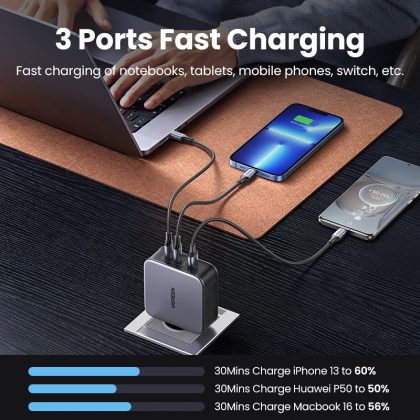 3 Ports Fast Charging
Fast charging of notebooks, tablets, mobile phones, switch, etc.
UGREEN
30Mins Charge iPhone 13 to 60%
30Mins Charge Huawei P50 to 50%
30Mins Charge Macbook 16 to 56%